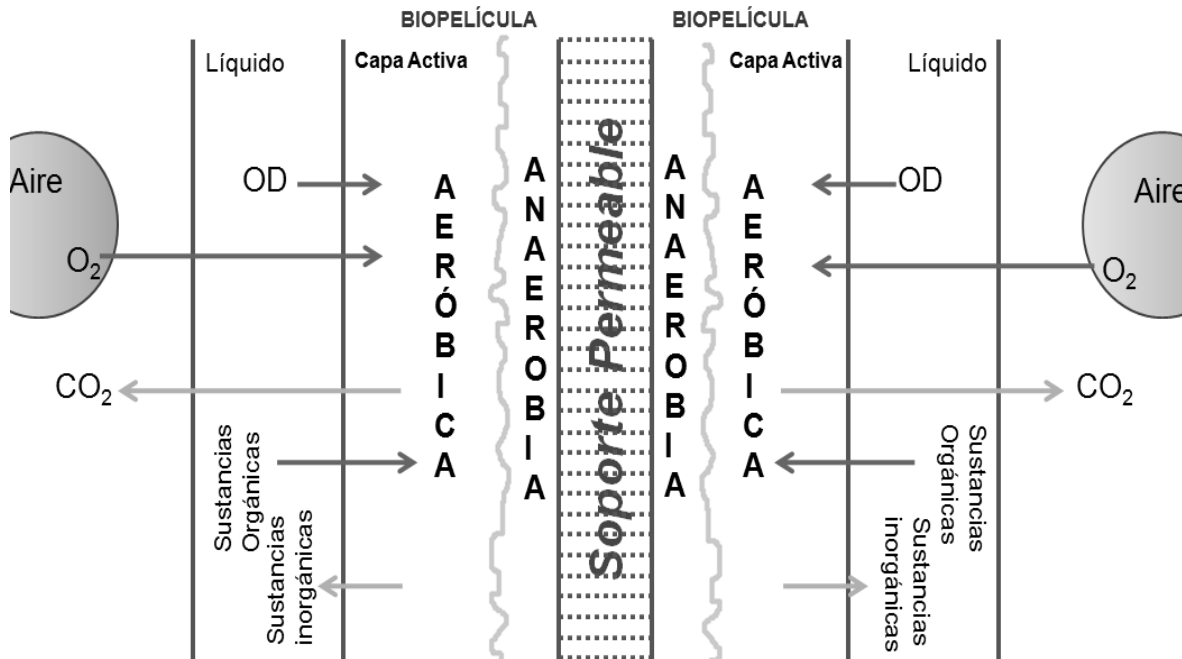 BIOPELÍCULA
BIOPELÍCULA
Líquido
Capa Activa
Capa Activa
Líquido
Aire
OD
O₂
CO₂
Sustancias
Orgánicas
Sustancias
inorgánicas
AERÓBICA
ANAEROBIA
Soporte Permeable
ANAEROBIA
AERÓBICA
OD
Aire
O₂
CO₂
Sustancias
Orgánicas
Sustancias
inorgánicas